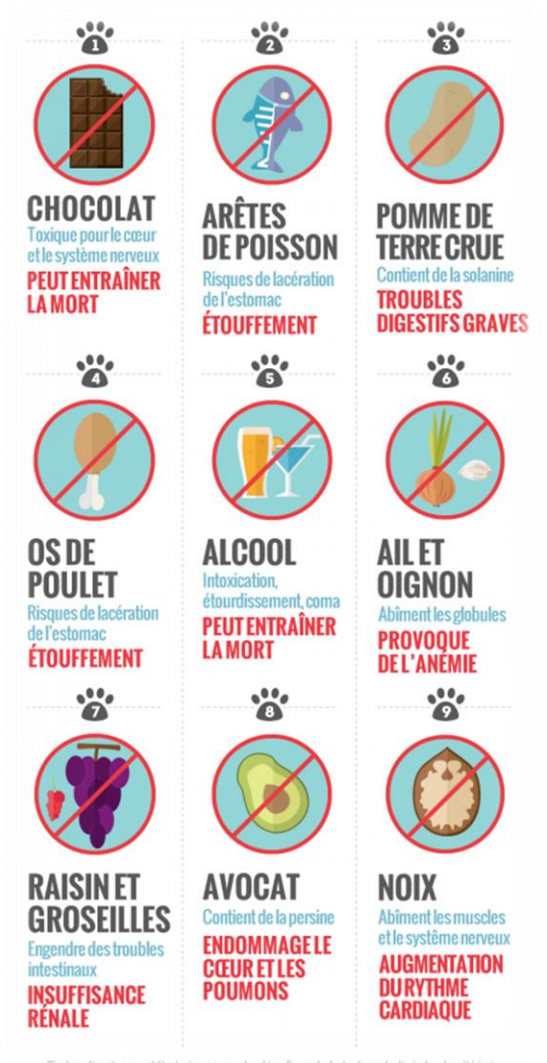 1
CHOCOLAT
Toxique pour le cœur
et le système nerveux
PEUT ENTRAÎNER
LA MORT
2
ARÊTES
DE POISSON
Risques de lacération
de l'estomac
ÉTOUFFEMENT
3
POMME DE
TERRE CRUE
Contient de la solanine
TROUBLES
DIGESTIFS GRAVES
4
OS DE
POULET
Risques de lacération
de l'estomac
ÉTOUFFEMENT
5
ALCOOL
Intoxication,
étourdissement, coma
PEUT ENTRAÎNER
LA MORT
6
AIL ET
OIGNON
Abîment les globules
PROVOQUE
DE L'ANÉMIE
7
RAISIN ET
GROSEILLES
Engendre des troubles
intestinaux
INSUFFISANCE
RÉNALE
8
AVOCAT
Contient de la persine
ENDOMMAGE LE
CŒUR ET LES
POUMONS
9
NOIX
Abîment les muscles
et le système nerveux
AUGMENTATION
DU RYTHME
CARDIAQUE